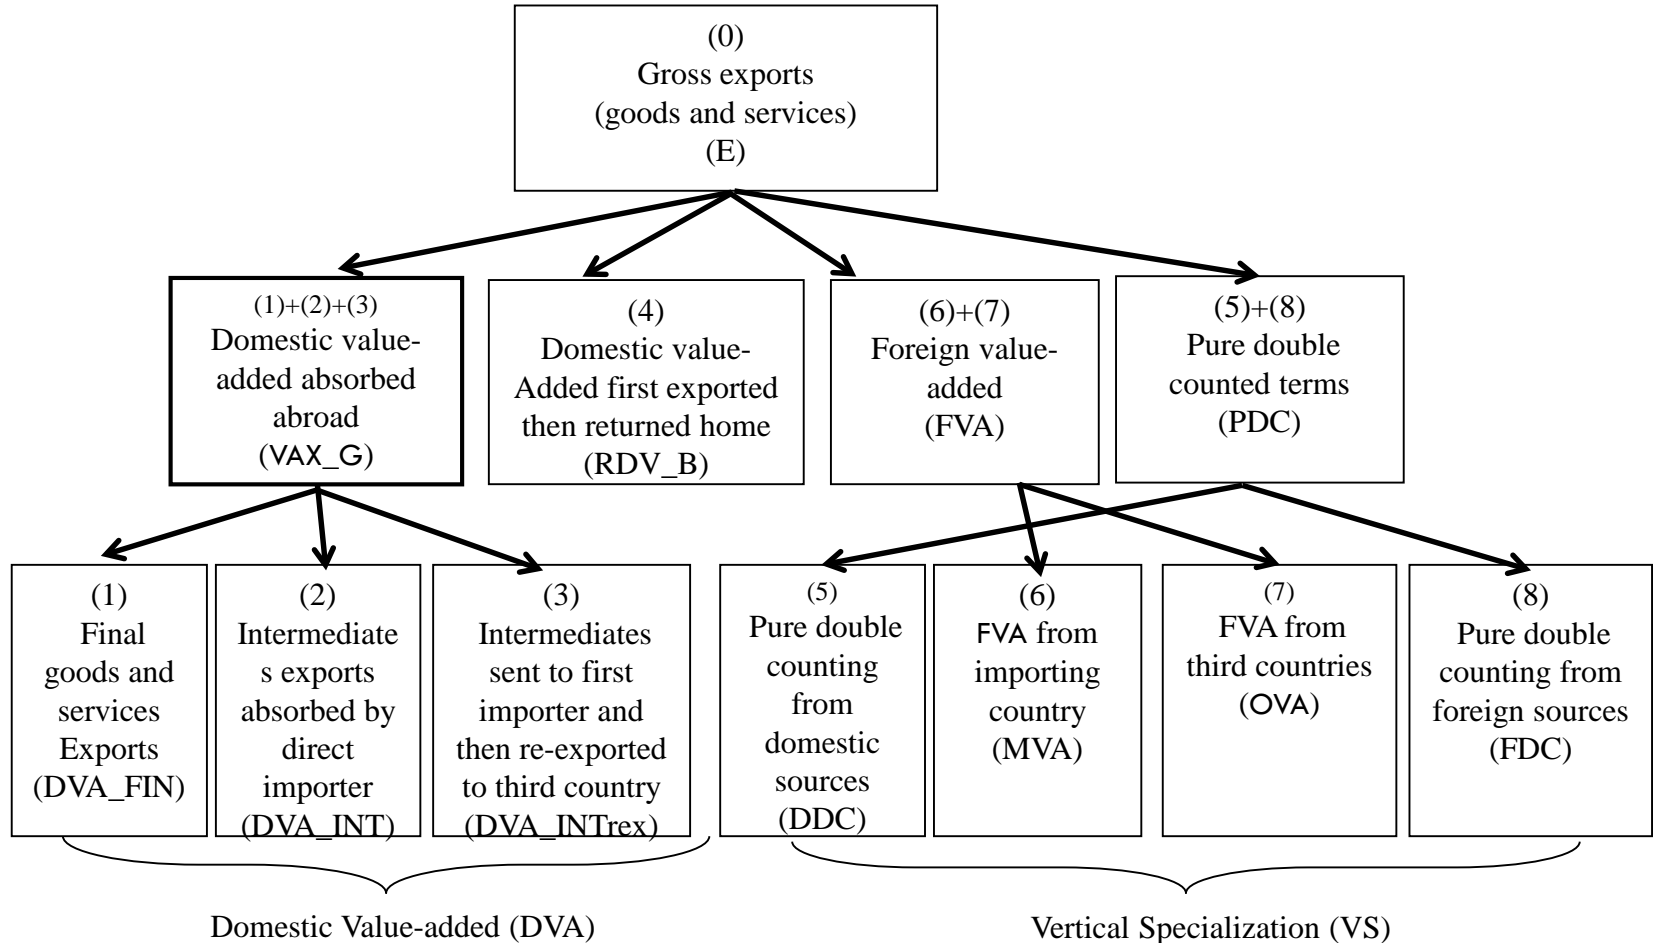 (0)
Gross exports
(goods and services)
(E)
(1)+(2)+(3)
Domestic value-
added absorbed
abroad
(VAX_G)
(4)
Domestic value-
Added first exported
then returned home
(RDV_B)
(6)+(7)
Foreign value-
added
(FVA)
(5)+(8)
Pure double
counted terms
(PDC)
(1)
Final
goods and
services
Exports
(DVA_FIN)
(2)
Intermediate
s exports
absorbed by
direct
importer
(DVA_INT)
(3)
Intermediates
sent to first
importer and
then re-exported
to third country
(DVA_INTrex)
(5)
Pure double
counting
from
domestic
sources
(DDC)
(6)
FVA from
importing
country
(MVA)
(7)
FVA from
third countries
(OVA)
(8)
Pure double
counting from
foreign sources
(FDC)
Domestic Value-added (DVA)
Vertical Specialization (VS)